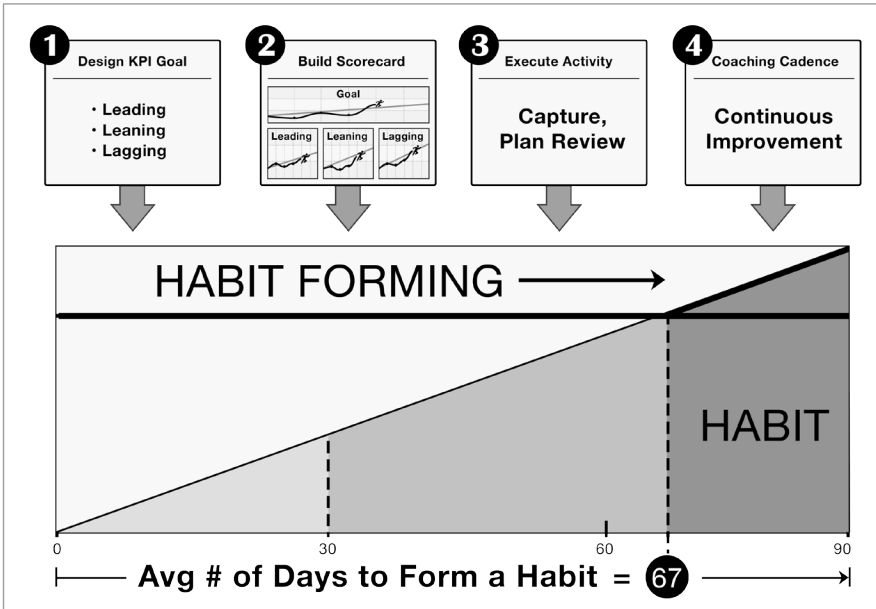 1
Design KPI Goal
• Leading
• Leaning
• Lagging
2
Build Scorecard
Goal
Leading
Leaning
Lagging
3
Execute Activity
Capture,
Plan Review
4
Coaching Cadence
Continuous
Improvement
HABIT FORMING
HABIT
0
30
60
90
Avg # of Days to Form a Habit = 67